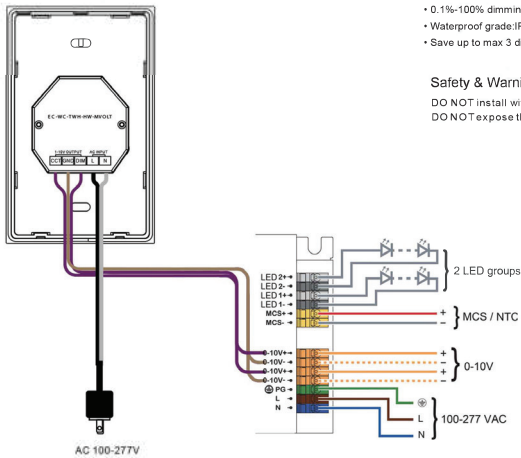 • 0.1%-100% dimmin
• Waterproof grade:IP
• Save up to max 3 di
Safety & Warni
DO NOT install wi
DO NOT expose th
EC-WC-TWH-HW-MVOLT
1-10V OUTPUT AC INPUT
CCT GND DIM L N
LED 2+
LED 2-
LED 1+
LED 1-
2 LED groups
MCS+ +
MCS- −
MCS / NTC
0-10V+ +
0-10V- −
0-10V+ +
0-10V- −
0-10V
PG
L L
N N
100-277 VAC
AC 100-277V